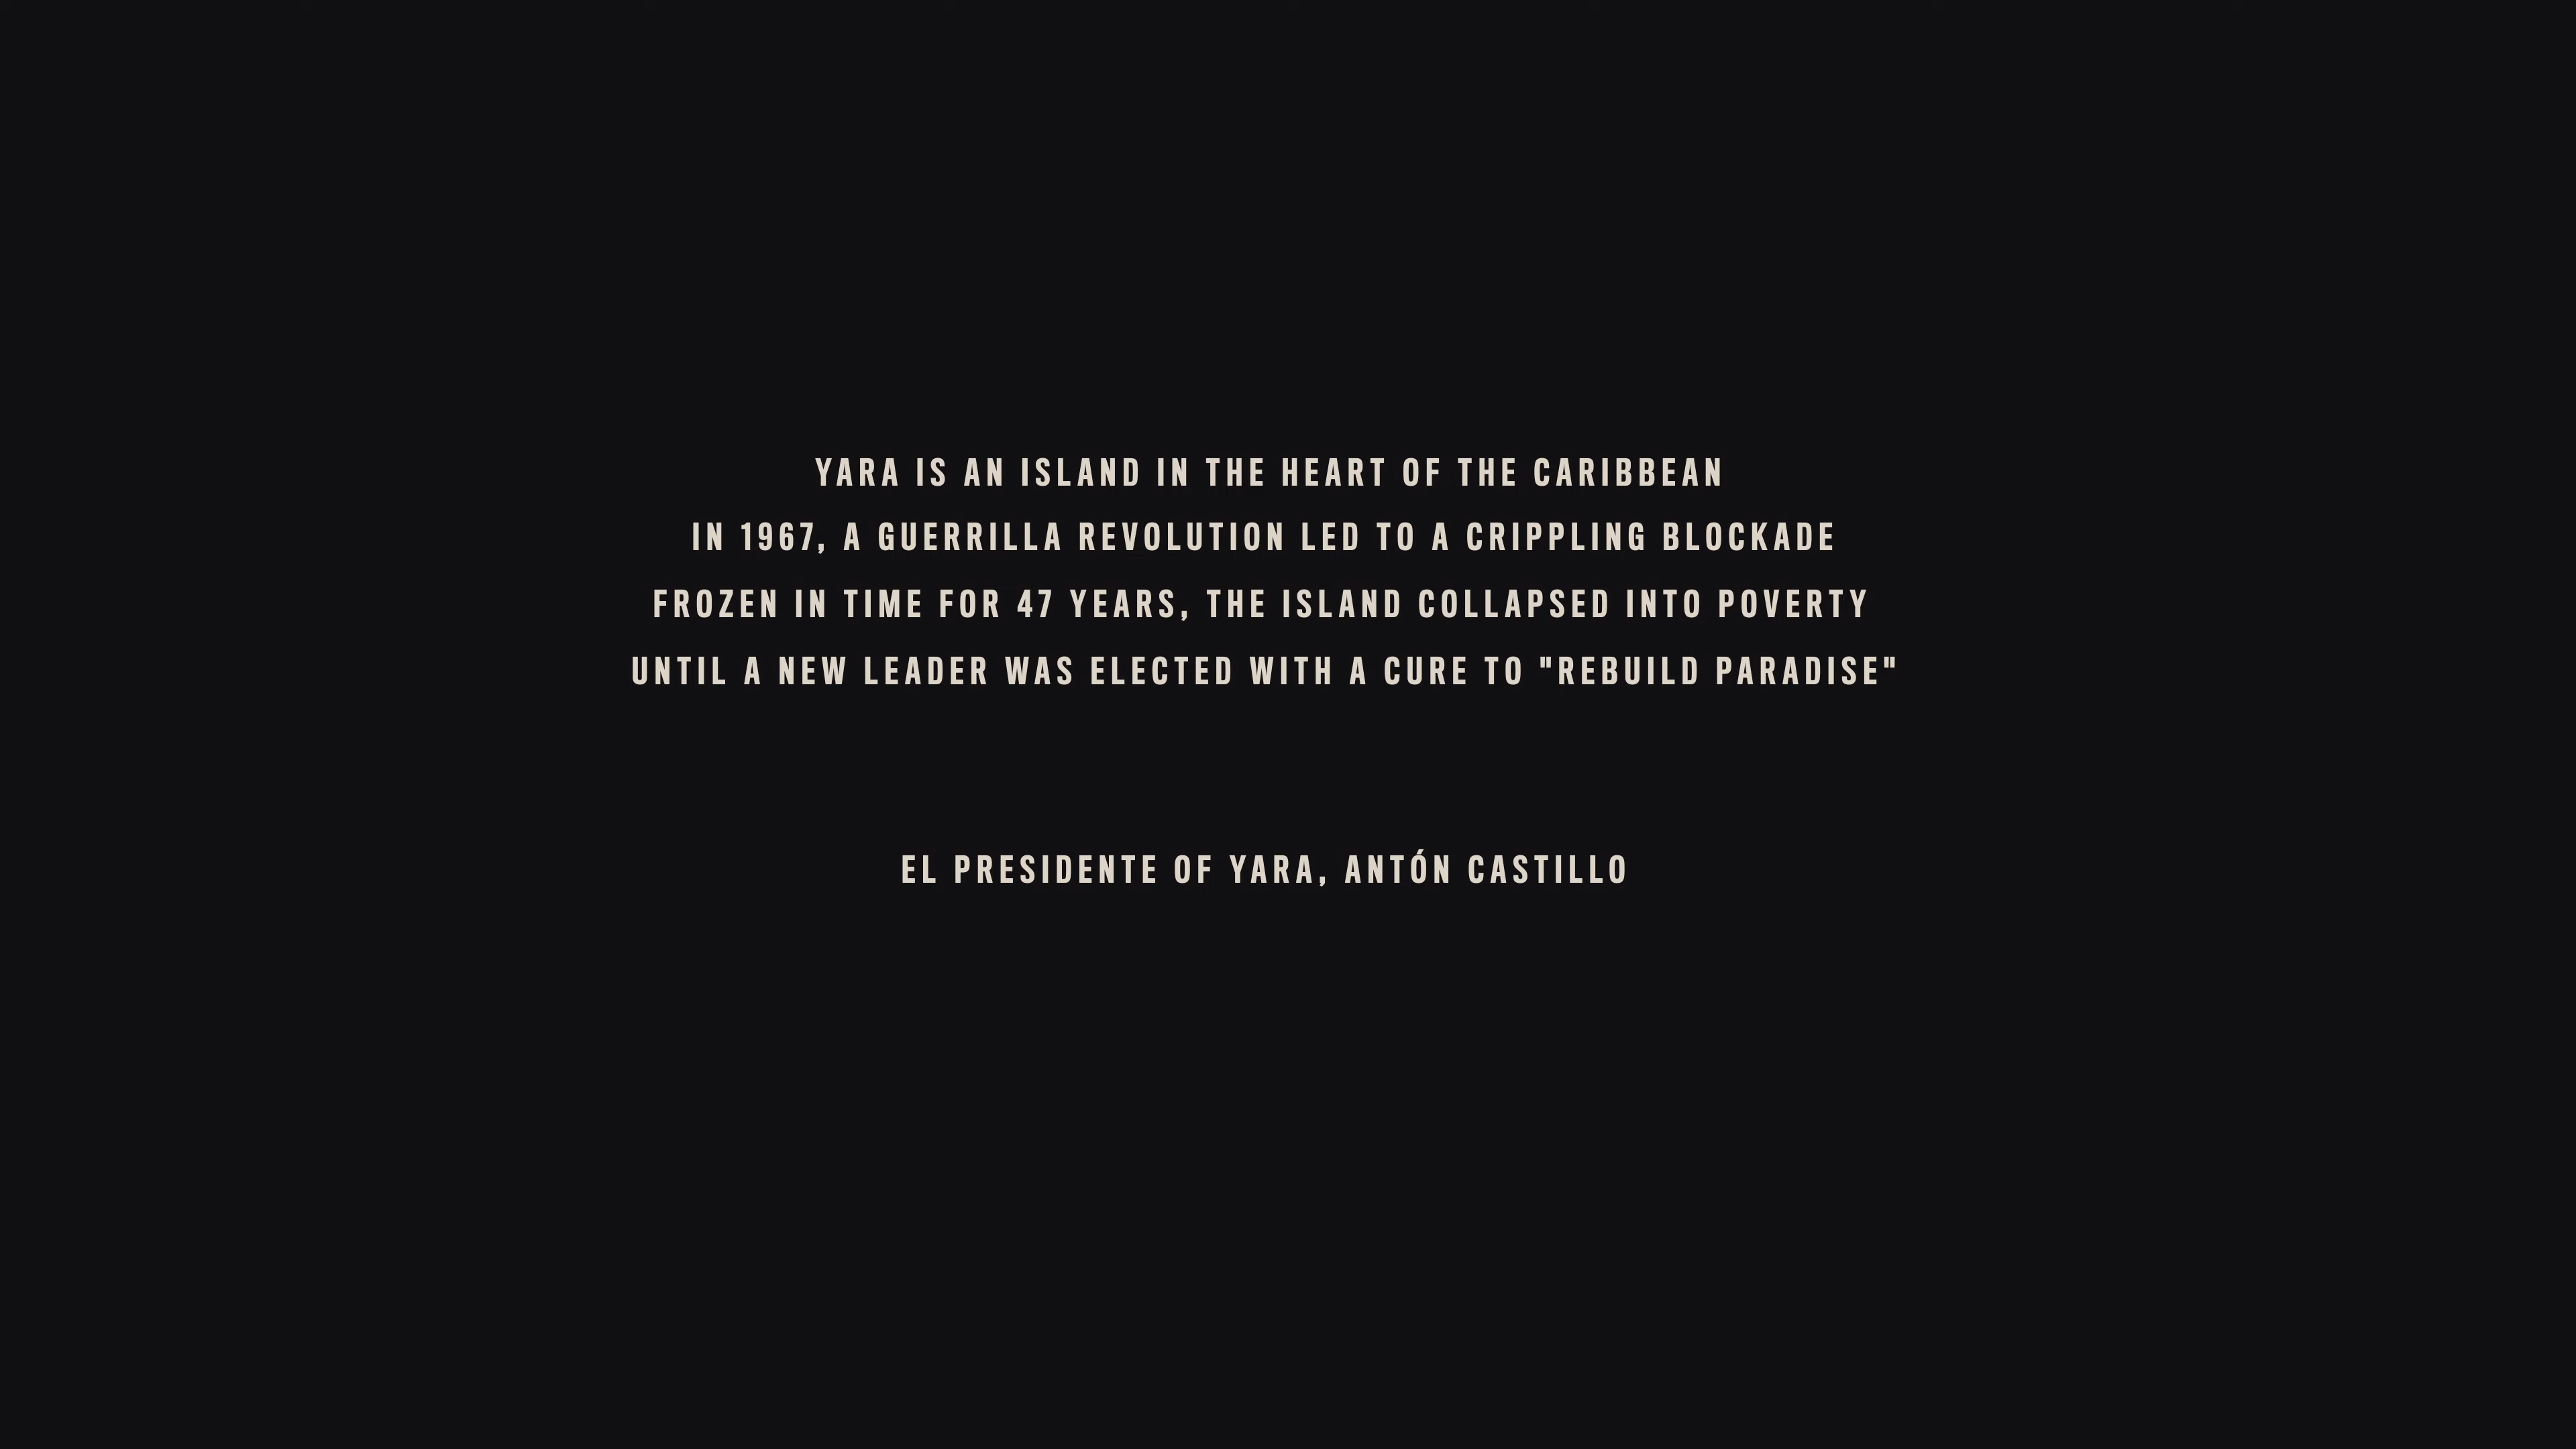 YARA IS AN ISLAND IN THE HEART OF THE CARIBBEAN
IN 1967, A GUERRILLA REVOLUTION LED TO A CRIPPLING BLOCKADE
FROZEN IN TIME FOR 47 YEARS, THE ISLAND COLLAPSED INTO POVERTY
UNTIL A NEW LEADER WAS ELECTED WITH A CURE TO "REBUILD PARADISE"
EL PRESIDENTE OF YARA, ANTÓN CASTILLO